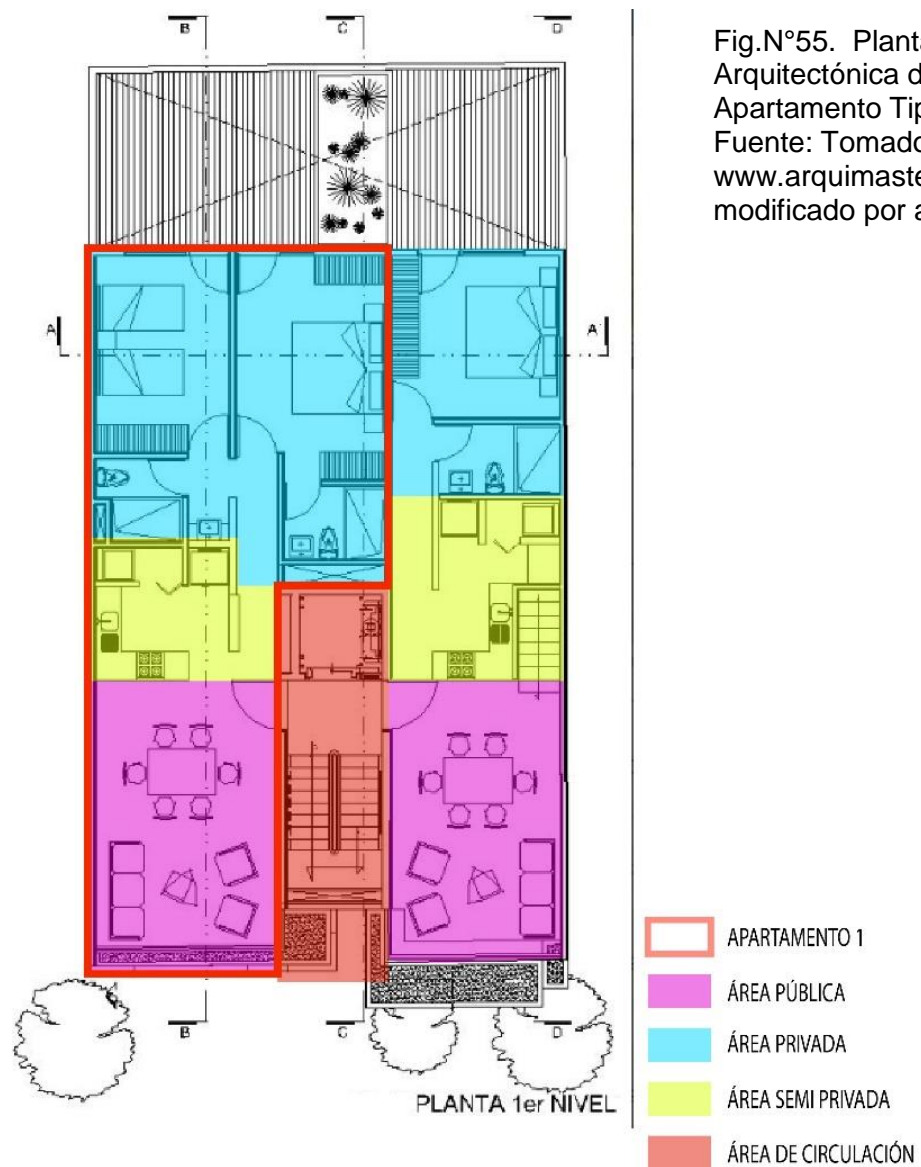 B C D
Fig.N°55. Planta
Arquitectónica d
Apartamento Tip
Fuente: Tomado
www.arquimaste
modificado por a
A A'
B C D
PLANTA 1er NIVEL
APARTAMENTO 1
ÁREA PÚBLICA
ÁREA PRIVADA
ÁREA SEMI PRIVADA
ÁREA DE CIRCULACIÓN